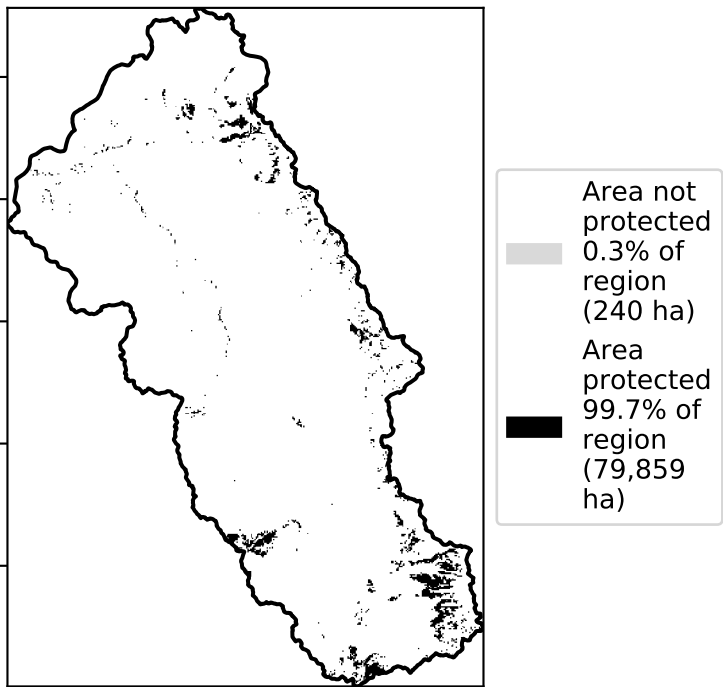 Area not
protected
0.3% of
region
(240 ha)
Area
protected
99.7% of
region
(79,859
ha)